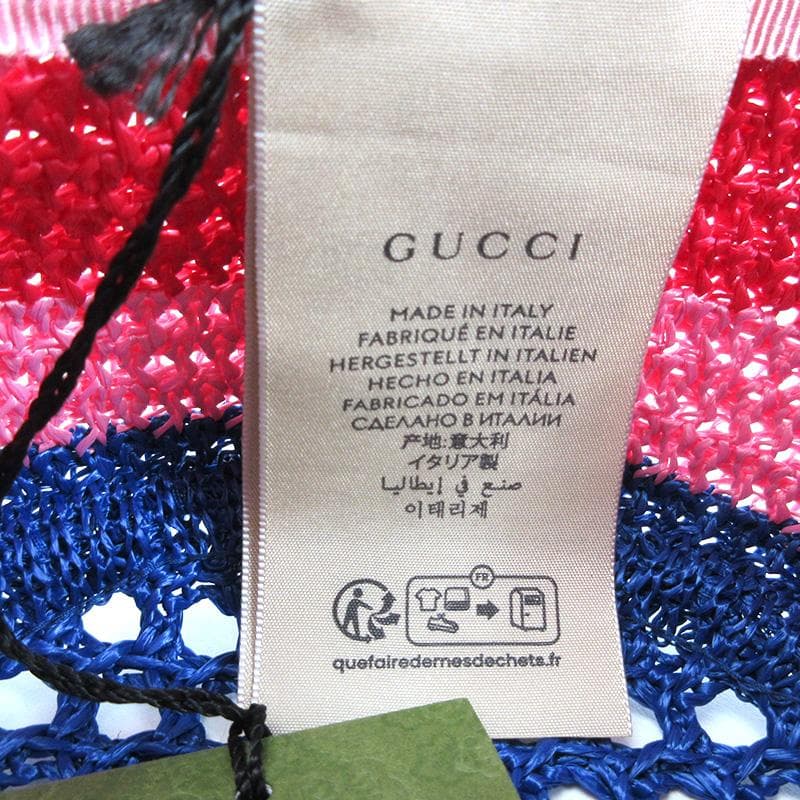 GUCCI
MADE IN ITALY
FABRIQUÉ EN ITALIE
HERGESTELLT IN ITALIEN
HECHO EN ITALIA
FABRICADO EM ITÁLIA
СДЕЛАНО В ИТАЛИИ
产地:意大利
イタリア製
صنع في إيطاليا
이태리제
FR
quefairedemesdechets.fr